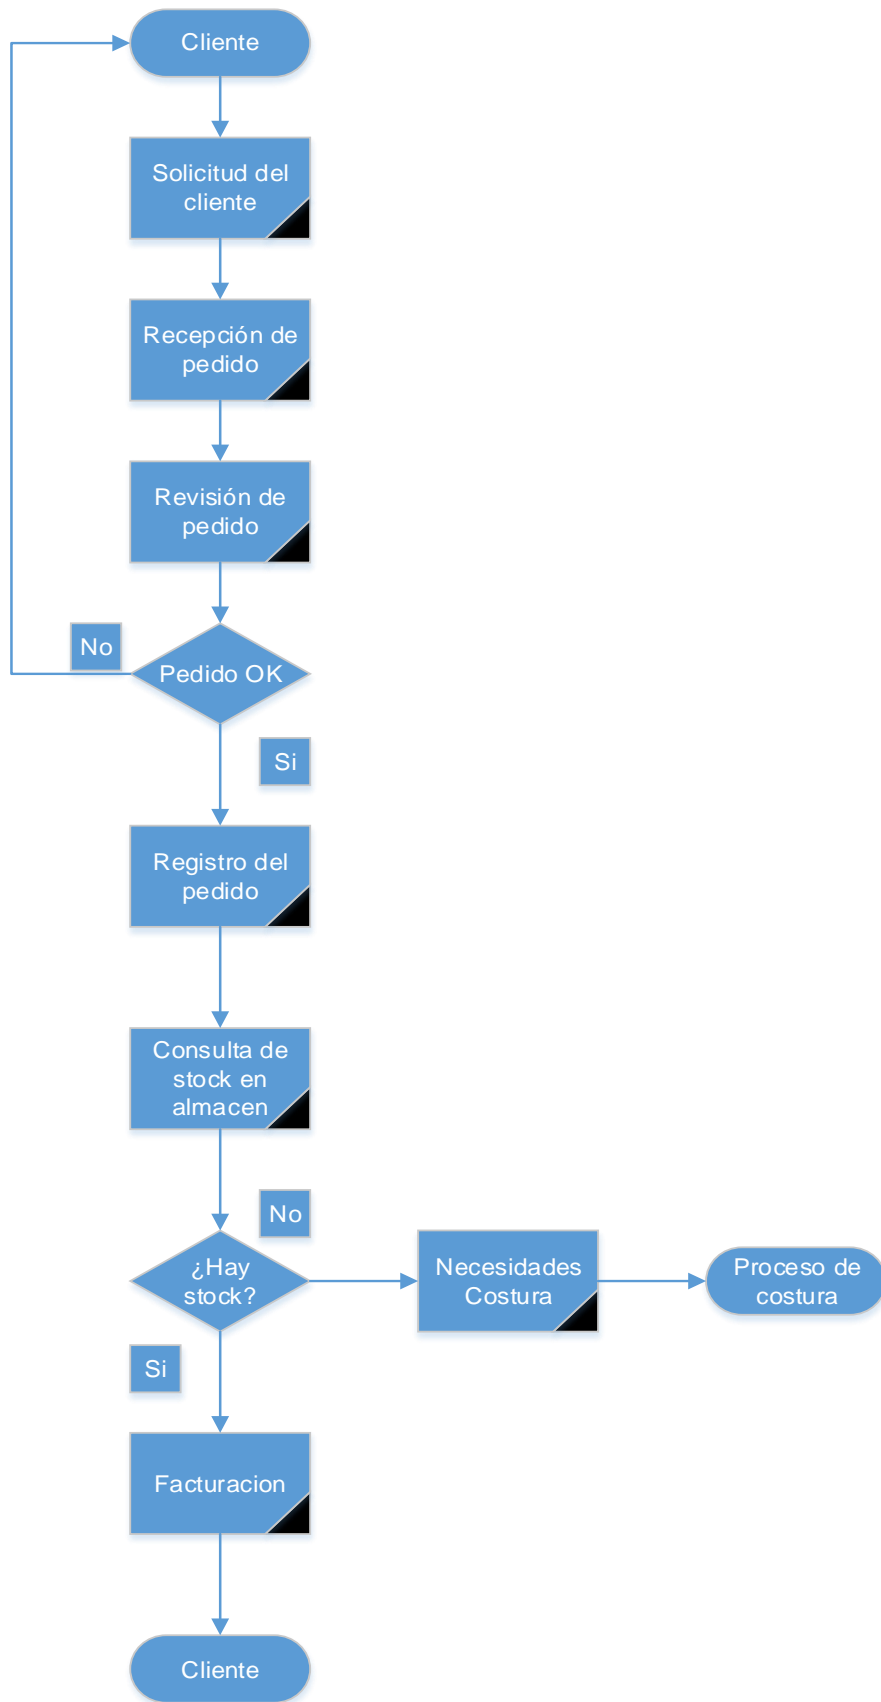 Cliente
Solicitud del
cliente
Recepción de
pedido
Revisión de
pedido
No
Pedido OK
Si
Registro del
pedido
Consulta de
stock en
almacen
No
¿Hay
stock?
Necesidades
Costura
Proceso de
costura
Si
Facturacion
Cliente